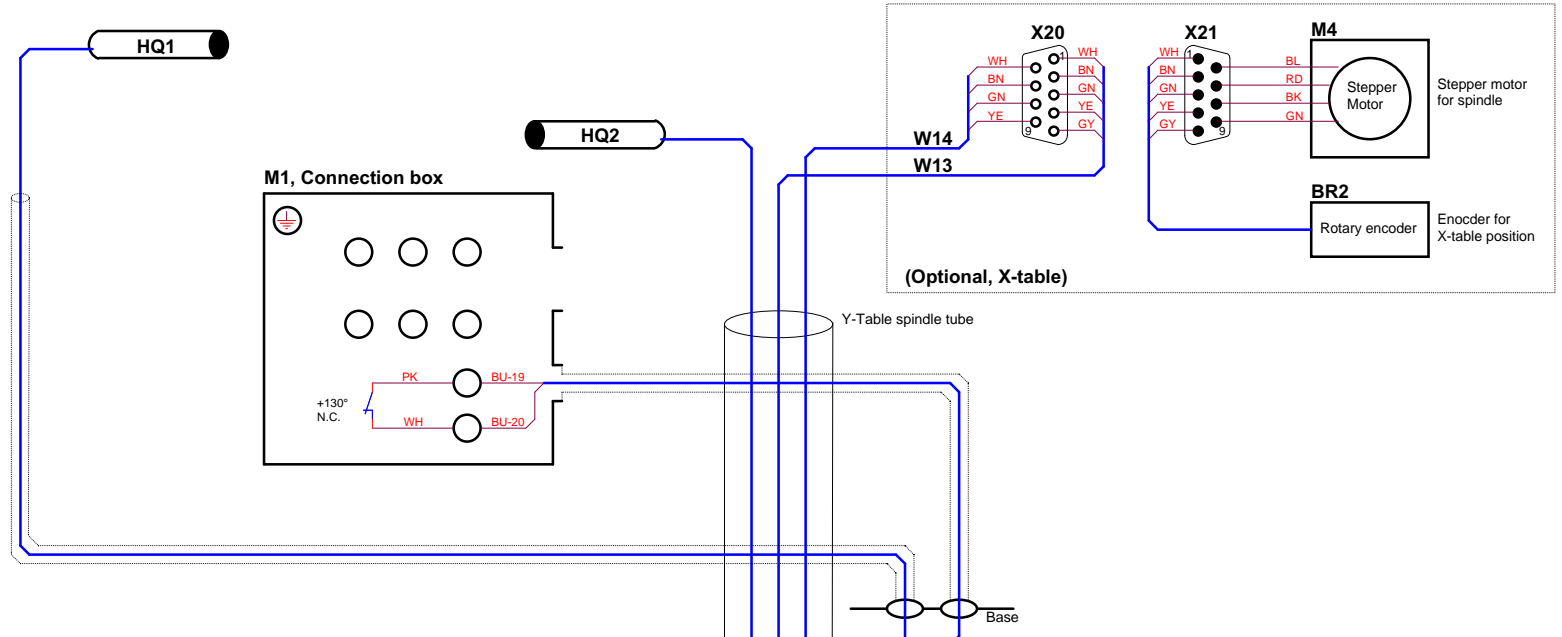 HQ1
HQ2
M1, Connection box
PK
BU-19
+130°
N.C.
WH
BU-20
Y-Table spindle tube
Base
W14
W13
X20
WH
BN
GN
YE
9
1
WH
BN
GN
YE
GY
X21
WH
BN
GN
YE
GY
1
9
M4
BL
RD
BK
GN
Stepper
Motor
Stepper motor
for spindle
BR2
Rotary encoder
Enocder for
X-table position
(Optional, X-table)